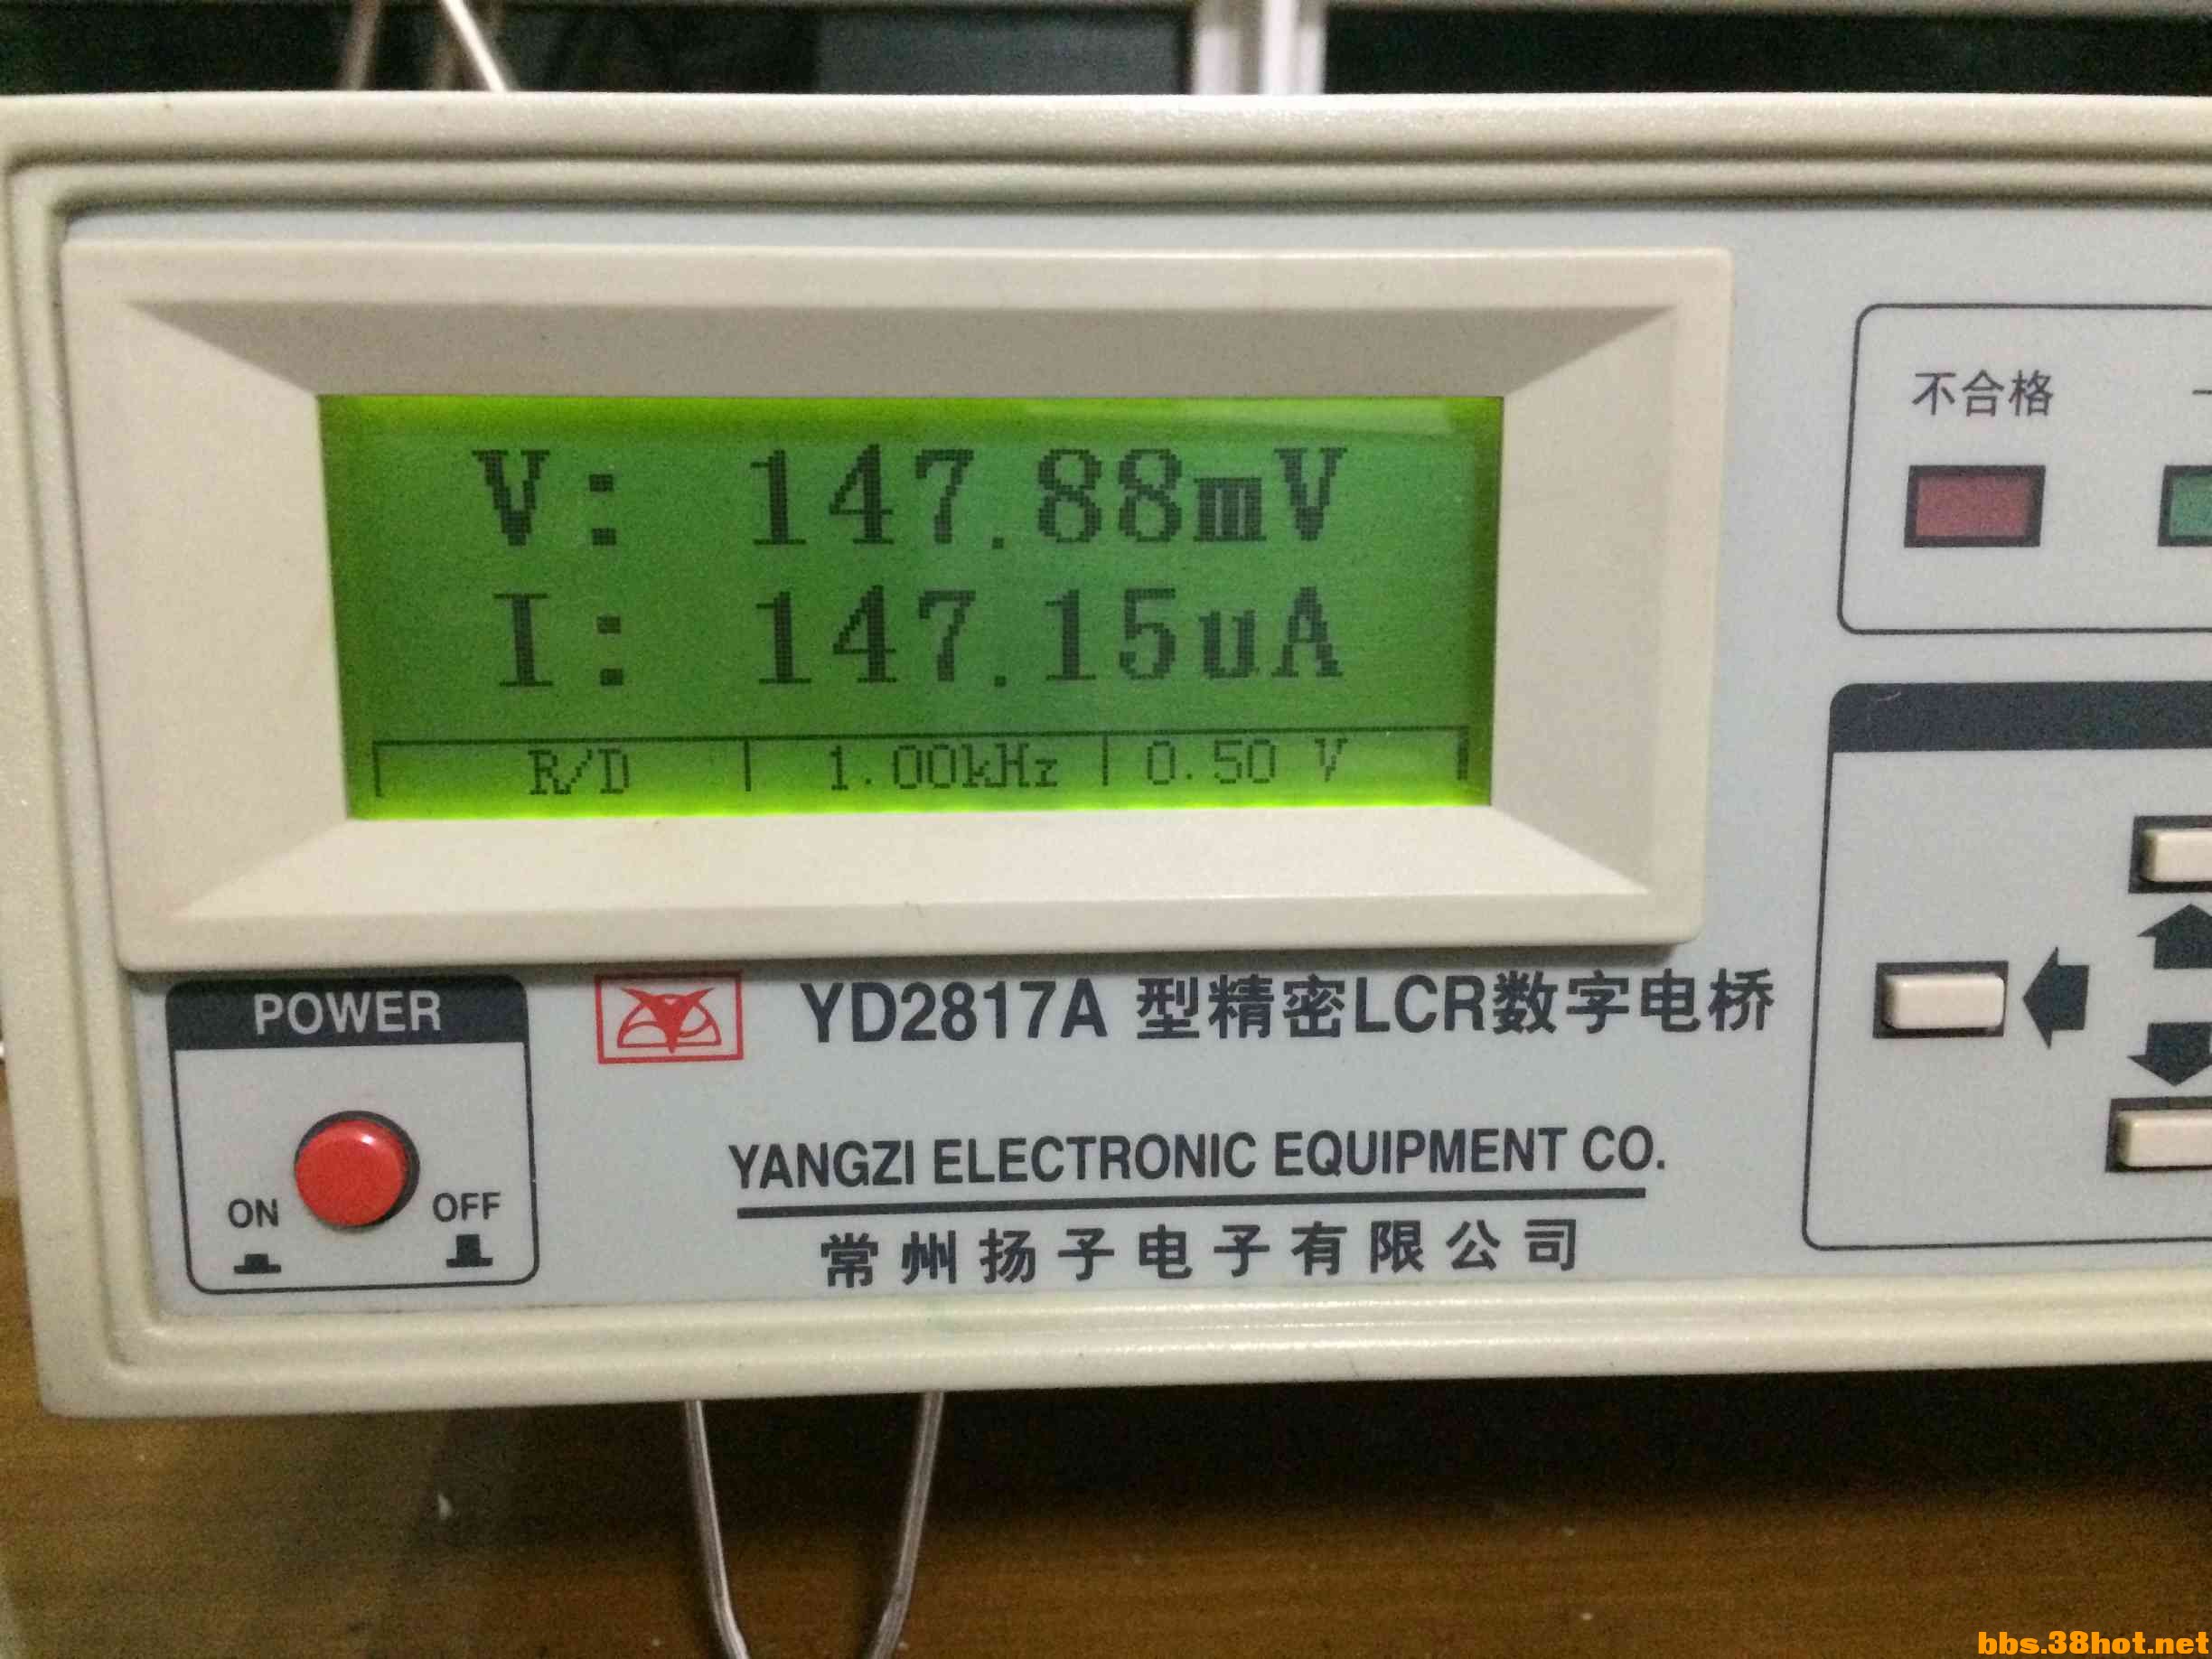 V: 147.88mV
I: 147.15uA
R/D 1.00kHz 0.50 V
不合格
POWER
ON OFF
YD2817A 型精密LCR数字电桥
YANGZI ELECTRONIC EQUIPMENT CO.
常州扬子电子有限公司
bbs.38hot.net